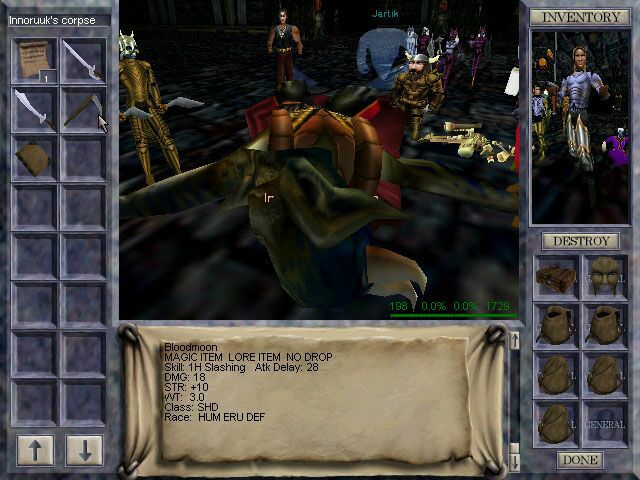 Innoruuk's corpse
1
Jartik
INVENTORY
DESTROY
198 0.0% 0.0% 1729
Bloodmoon
MAGIC ITEM LORE ITEM NO DROP
Skill: 1H Slashing Atk Delay: 28
DMG: 18
STR: +10
WT: 3.0
Class: SHD
Race: HUM ERU DEF
8
GENERAL
DONE